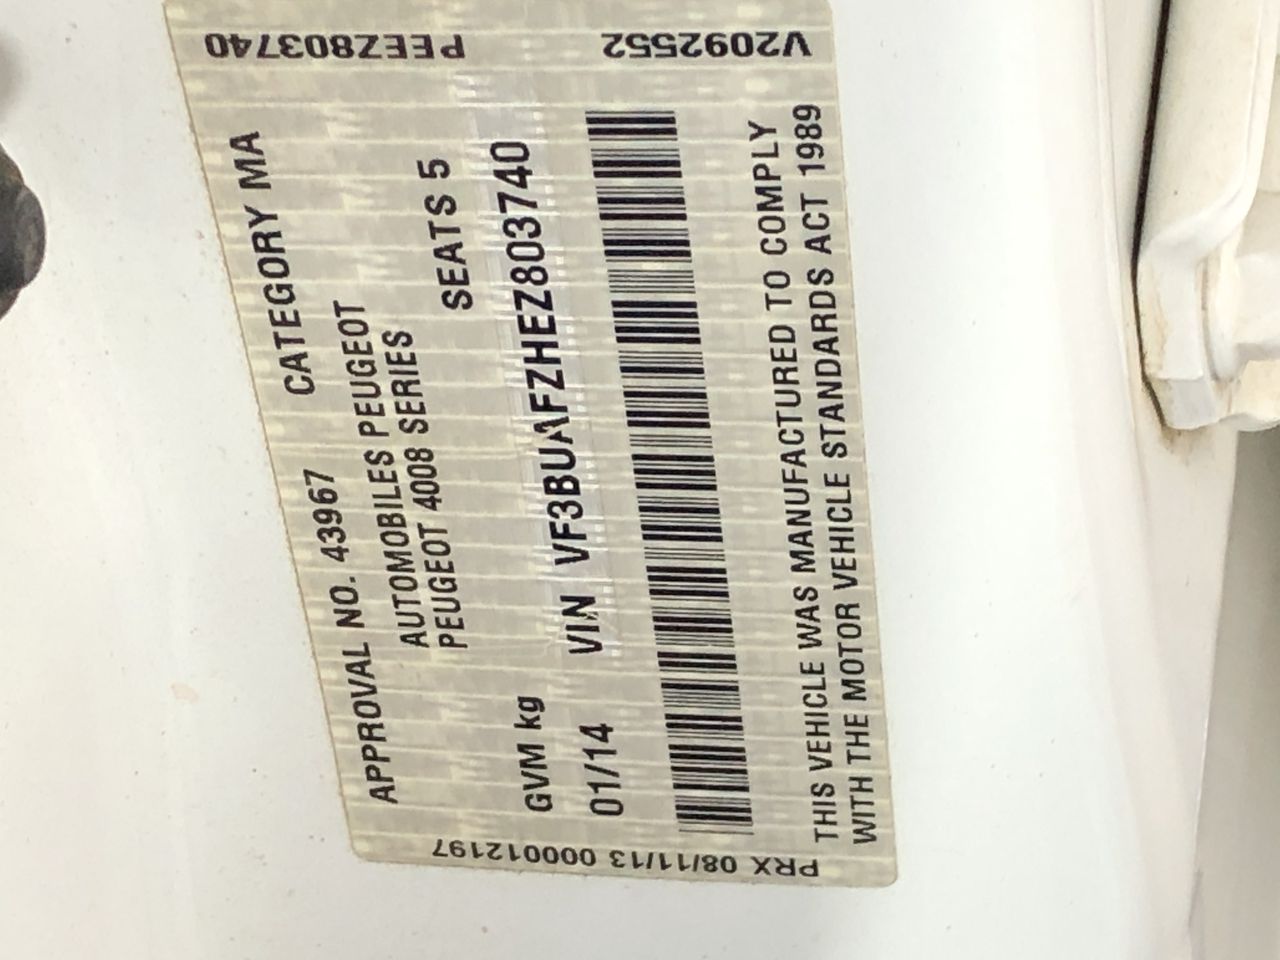 APPROVAL NO. 43967 CATEGORY MA
AUTOMOBILES PEUGEOT
PEUGEOT 4008 SERIES
GVM kg SEATS 5
01/14 VIN VF3BUAFZHEZ803740
THIS VEHICLE WAS MANUFACTURED TO COMPLY
WITH THE MOTOR VEHICLE STANDARDS ACT 1989
PRX 08/11/13 000012197
V2092552 PEEZ803740